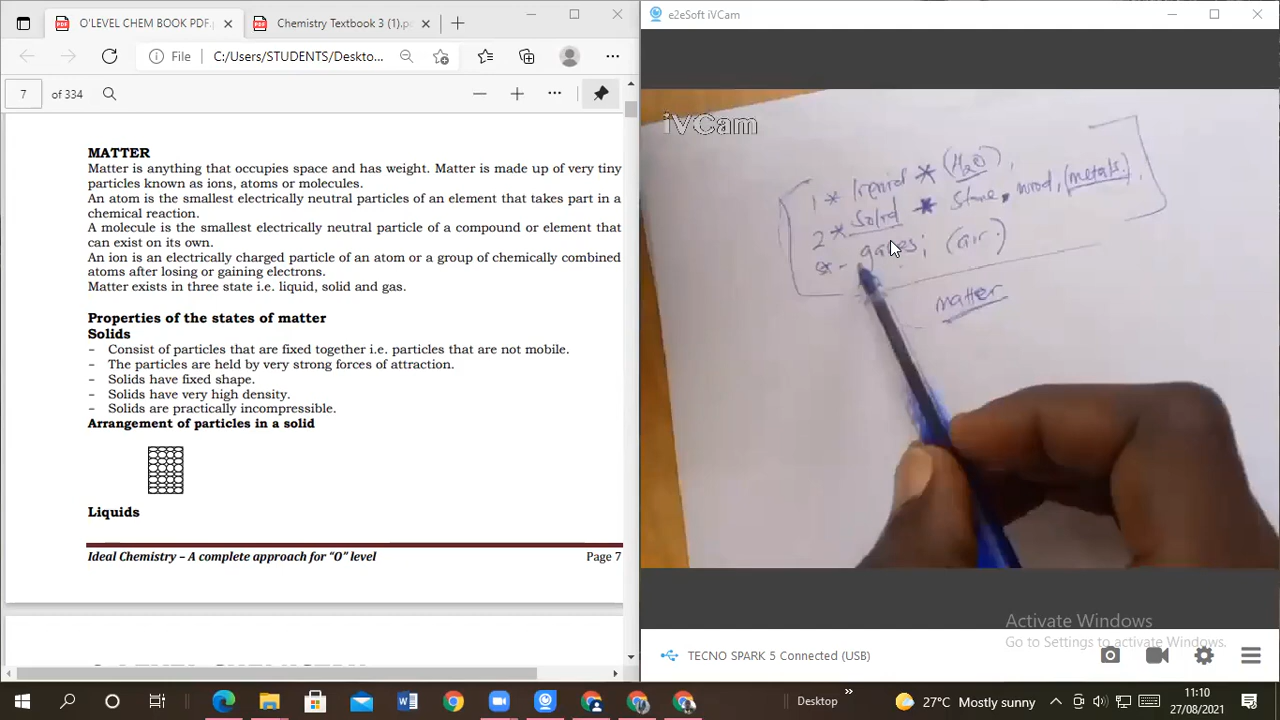 O'LEVEL CHEM BOOK PDF.
Chemistry Textbook 3 (1).pc
File
C:/Users/STUDENTS/Deskto...
7 of 334
MATTER
Matter is anything that occupies space and has weight. Matter is made up of very tiny
particles known as ions, atoms or molecules.
An atom is the smallest electrically neutral particles of an element that takes part in a
chemical reaction.
A molecule is the smallest electrically neutral particle of a compound or element that
can exist on its own.
An ion is an electrically charged particle of an atom or a group of chemically combined
atoms after losing or gaining electrons.
Matter exists in three state i.e. liquid, solid and gas.
Properties of the states of matter
Solids
- Consist of particles that are fixed together i.e. particles that are not mobile.
- The particles are held by very strong forces of attraction.
- Solids have fixed shape.
- Solids have very high density.
- Solids are practically incompressible.
Arrangement of particles in a solid
Liquids
Ideal Chemistry – A complete approach for "O" level
Page 7
e2eSoft iVCam
iVCam
1 * liquid * (H2O),
2 * Solid * Stone, wood, (metals).
gases; (air.)
matter
Activate Windows
Go to Settings to activate Windows.
TECNO SPARK 5 Connected (USB)
Desktop
27°C Mostly sunny
11:10
27/08/2021